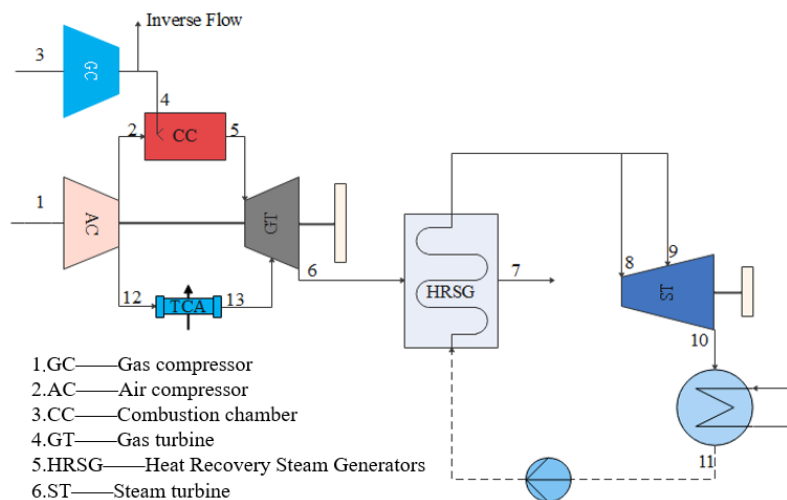 Inverse Flow
3
GC
4
2
CC
5
1
AC
GT
6
12
TCA
13
HRSG
7
8
9
ST
10
11
1.GC——Gas compressor
2.AC——Air compressor
3.CC——Combustion chamber
4.GT——Gas turbine
5.HRSG——Heat Recovery Steam Generators
6.ST——Steam turbine